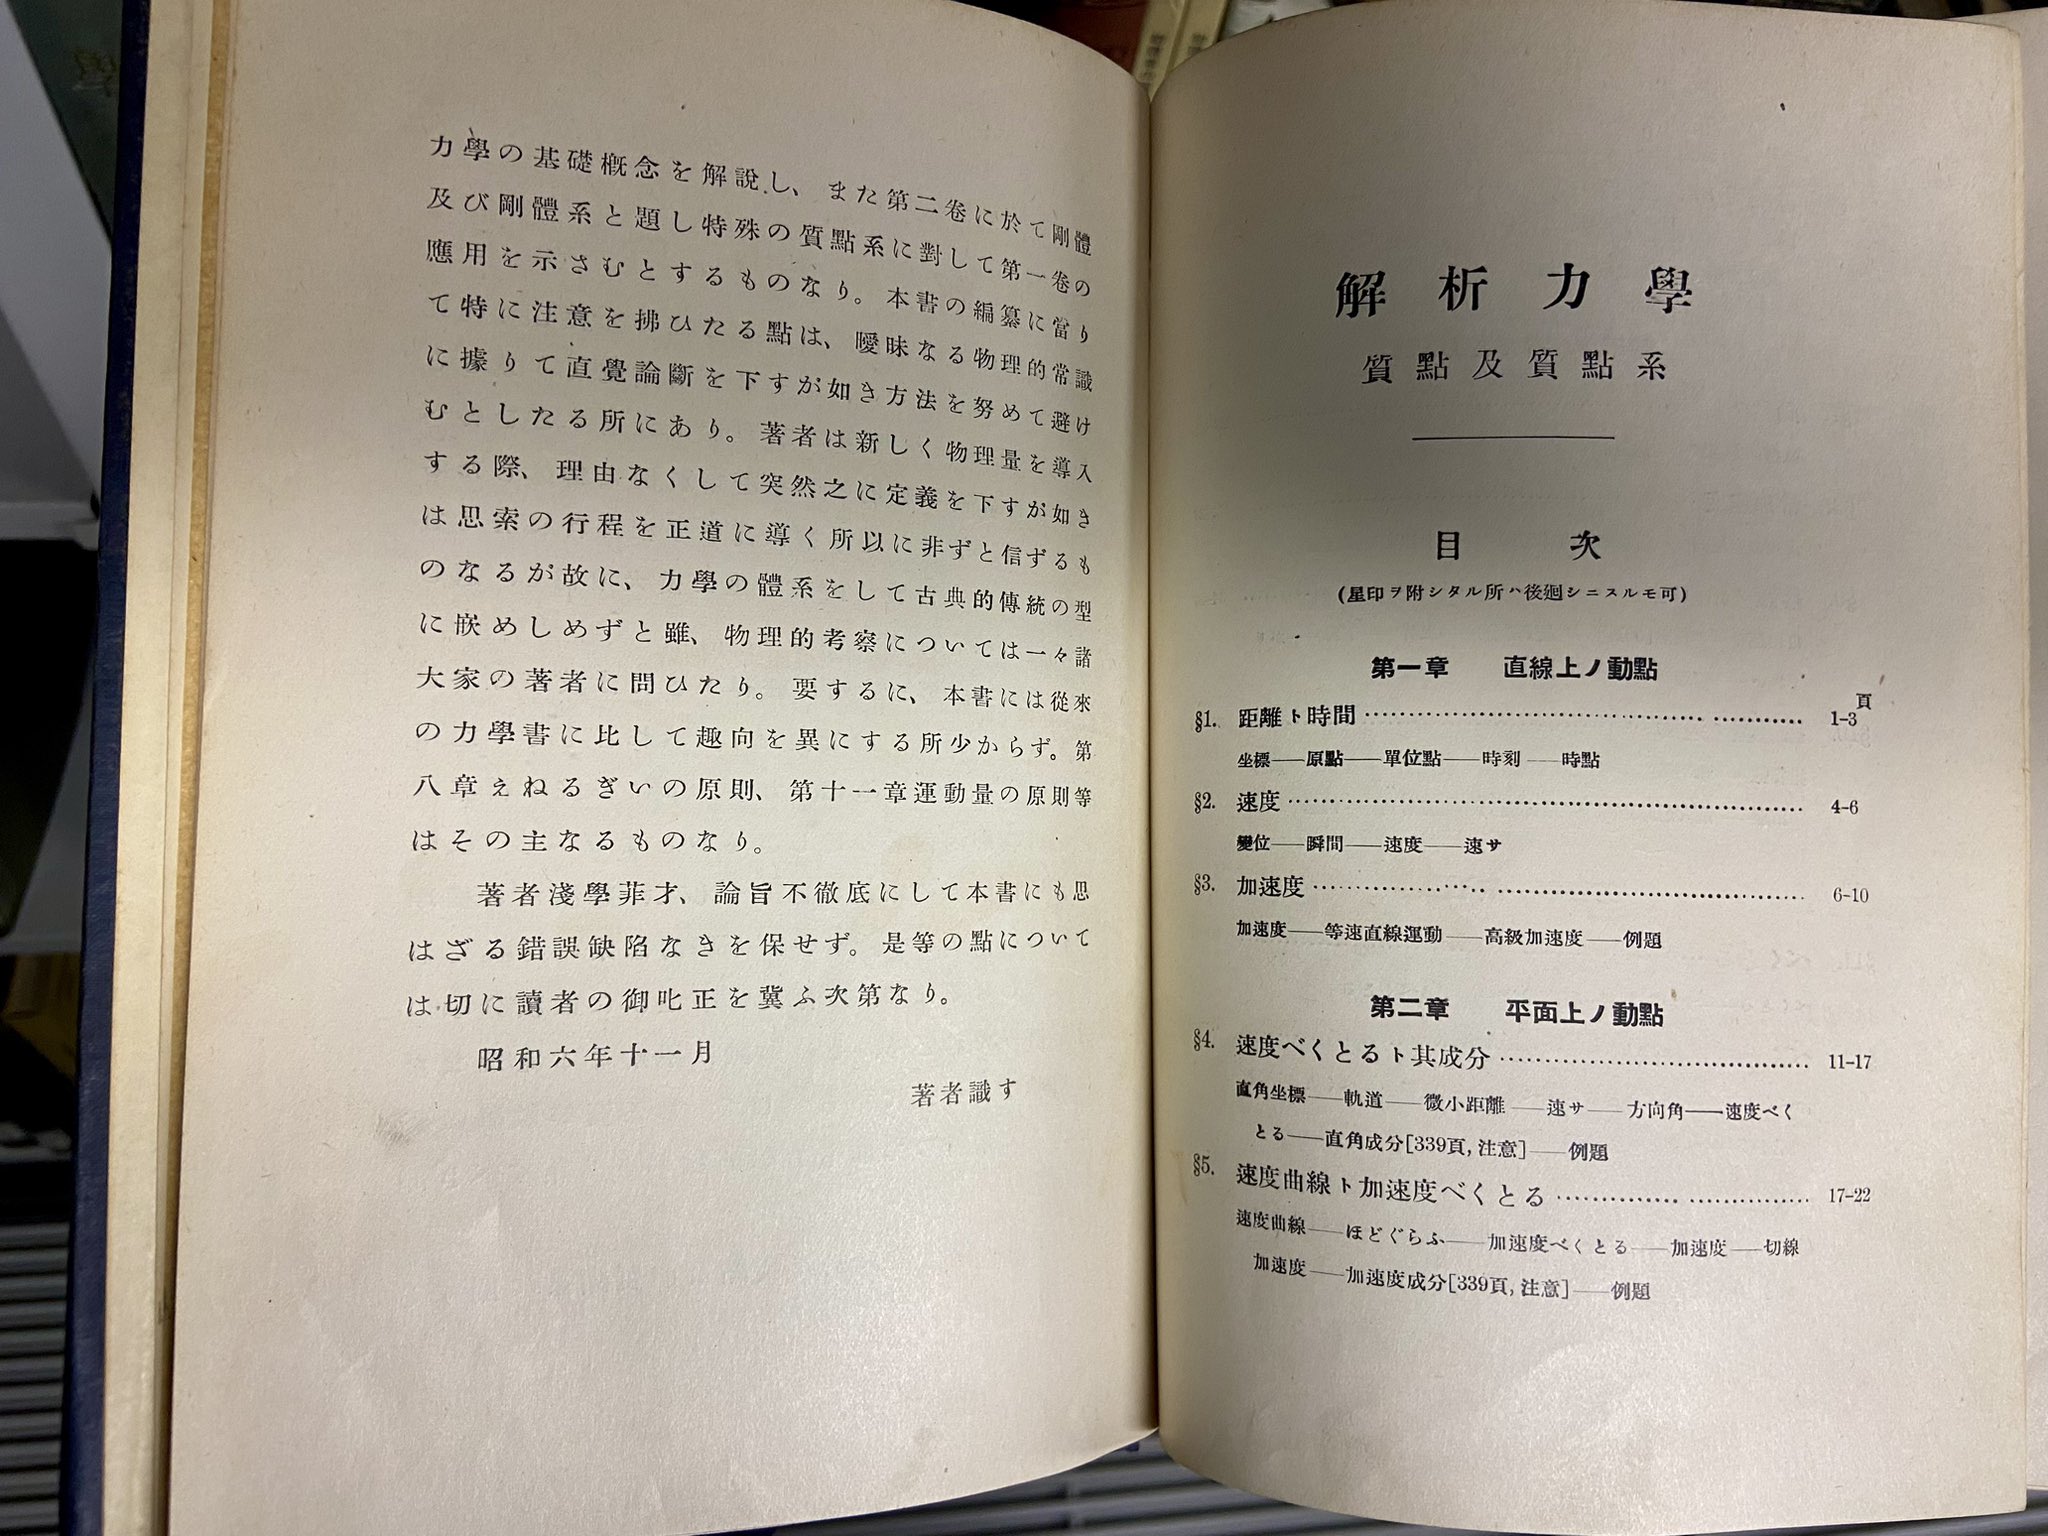 力學の基礎概念を解說し、また第二卷に於て剛體
及び剛體系と題し特殊の質點系に對して第一卷の
應用を示さむとするものなり。本書の編纂に當り
て特に注意を拂ひたる點は、曖昧なる物理的常識
に據りて直覺論斷を下すが如き方法を努めて避け
むとしたる所にあり。著者は新しく物理量を導入
する際、理由なくして突然之に定義を下すが如き
は思索の行程を正道に導く所以に非ずと信ずるも
のなるが故に、力學の體系をして古典的傳統の型
に嵌めしめずと雖、物理的考察については一々諸
大家の著者に問ひたり。要するに、本書には從來
の力學書に比して趣向を異にする所少からず。第
八章えねるぎいの原則、第十一章運動量の原則等
はその主なるものなり。
著者淺學菲才、論旨不徹底にして本書にも思
はざる錯誤缺陷なきを保せず。是等の點について
は切に讀者の御叱正を冀ふ次第なり。
昭和六年十一月
著者識す
解析力學
質點及質點系
目次
(星印ヲ附シタル所ハ後廻シニスルモ可)
第一章 直線上ノ動點
頁
§1. 距離ト時間 1-3
坐標——原點——單位點——時刻——時點
§2. 速度 4-6
變位——瞬間——速度——速サ
§3. 加速度 6-10
加速度——等速直線運動——高級加速度——例題
第二章 平面上ノ動點
§4. 速度べくとるト其成分 11-17
直角坐標——軌道——微小距離——速サ——方向角——速度べく
とる——直角成分[339頁,注意]——例題
§5. 速度曲線ト加速度べくとる 17-22
速度曲線——ほどぐらふ——加速度べくとる——加速度——切線
加速度——加速度成分[339頁,注意]——例題